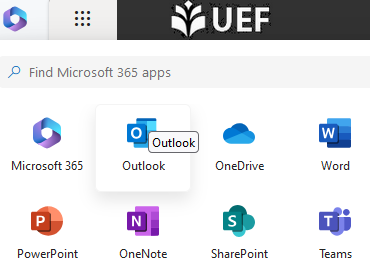 UEF
Find Microsoft 365 apps
Outlook
Microsoft 365 Outlook OneDrive Word
PowerPoint OneNote SharePoint Teams